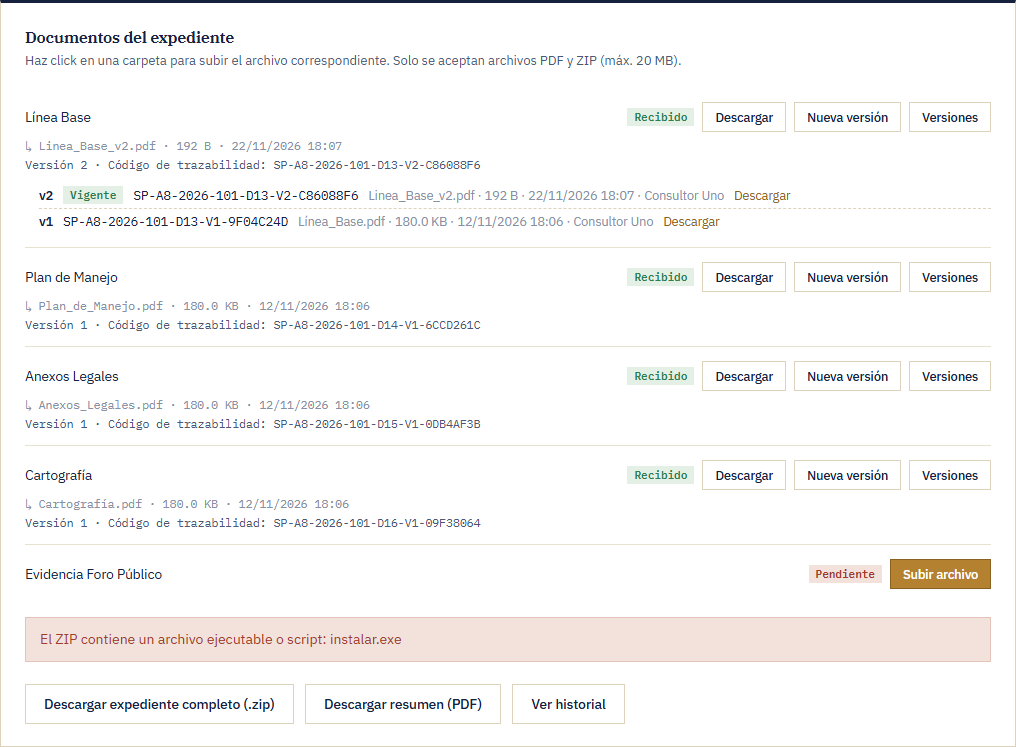 Documentos del expediente
Haz click en una carpeta para subir el archivo correspondiente. Solo se aceptan archivos PDF y ZIP (máx. 20 MB).
Línea Base Recibido Descargar Nueva versión Versiones
↳ Linea_Base_v2.pdf · 192 B · 22/11/2026 18:07
Versión 2 · Código de trazabilidad: SP-A8-2026-101-D13-V2-C86088F6
v2 Vigente SP-A8-2026-101-D13-V2-C86088F6 Linea_Base_v2.pdf · 192 B · 22/11/2026 18:07 · Consultor Uno Descargar
v1 SP-A8-2026-101-D13-V1-9F04C24D Línea_Base.pdf · 180.0 KB · 12/11/2026 18:06 · Consultor Uno Descargar
Plan de Manejo Recibido Descargar Nueva versión Versiones
↳ Plan_de_Manejo.pdf · 180.0 KB · 12/11/2026 18:06
Versión 1 · Código de trazabilidad: SP-A8-2026-101-D14-V1-6CCD261C
Anexos Legales Recibido Descargar Nueva versión Versiones
↳ Anexos_Legales.pdf · 180.0 KB · 12/11/2026 18:06
Versión 1 · Código de trazabilidad: SP-A8-2026-101-D15-V1-0DB4AF3B
Cartografía Recibido Descargar Nueva versión Versiones
↳ Cartografía.pdf · 180.0 KB · 12/11/2026 18:06
Versión 1 · Código de trazabilidad: SP-A8-2026-101-D16-V1-09F38064
Evidencia Foro Público Pendiente Subir archivo
El ZIP contiene un archivo ejecutable o script: instalar.exe
Descargar expediente completo (.zip) Descargar resumen (PDF) Ver historial